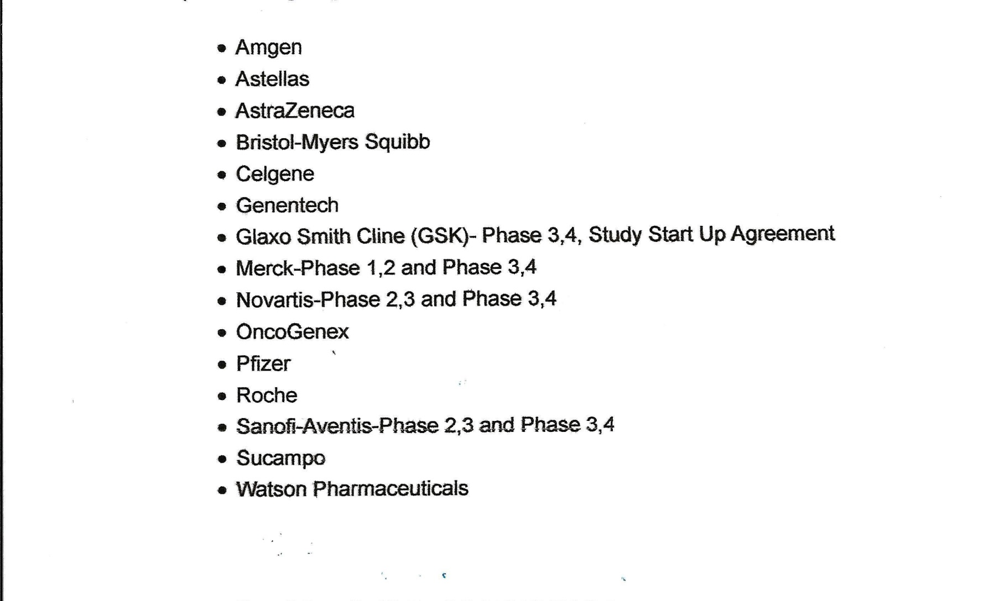 • Amgen
• Astellas
• AstraZeneca
• Bristol-Myers Squibb
• Celgene
• Genentech
• Glaxo Smith Cline (GSK)- Phase 3,4, Study Start Up Agreement
• Merck-Phase 1,2 and Phase 3,4
• Novartis-Phase 2,3 and Phase 3,4
• OncoGenex
• Pfizer
• Roche
• Sanofi-Aventis-Phase 2,3 and Phase 3,4
• Sucampo
• Watson Pharmaceuticals